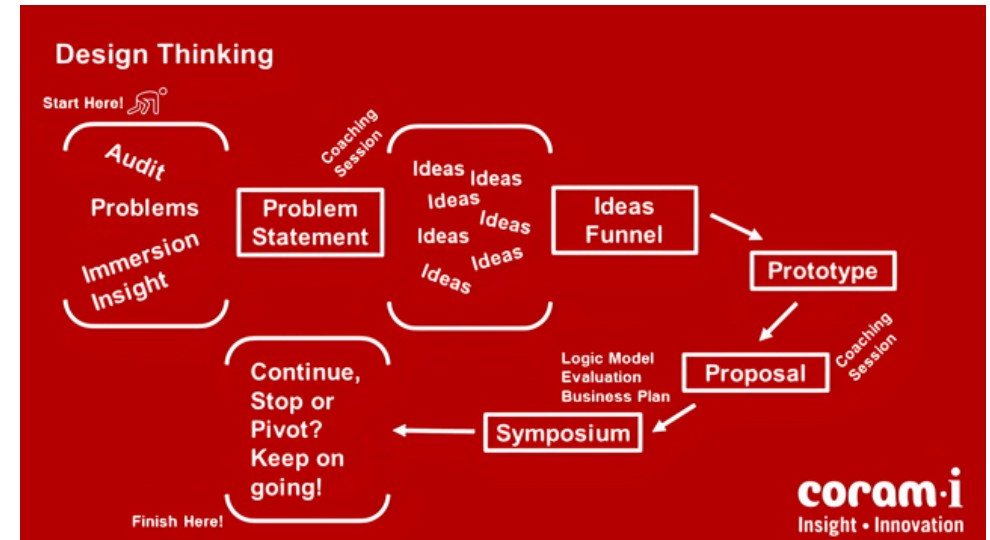 Design Thinking
Start Here!
Audit
Problems
Immersion
Insight
Problem
Statement
Coaching
Session
Ideas
Ideas
Ideas
Ideas
Ideas
Ideas
Ideas
Ideas
Funnel
Prototype
Coaching
Session
Proposal
Logic Model
Evaluation
Business Plan
Symposium
Continue,
Stop or
Pivot?
Keep on
going!
Finish Here!
coram·i
Insight • Innovation